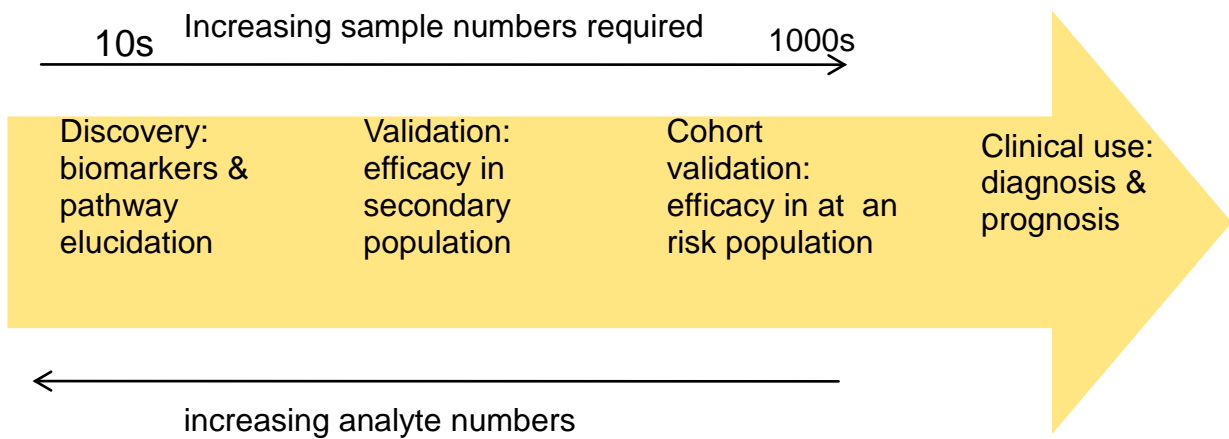 10s Increasing sample numbers required 1000s
Discovery:
biomarkers &
pathway
elucidation
Validation:
efficacy in
secondary
population
Cohort
validation:
efficacy in at an
risk population
Clinical use:
diagnosis &
prognosis
increasing analyte numbers